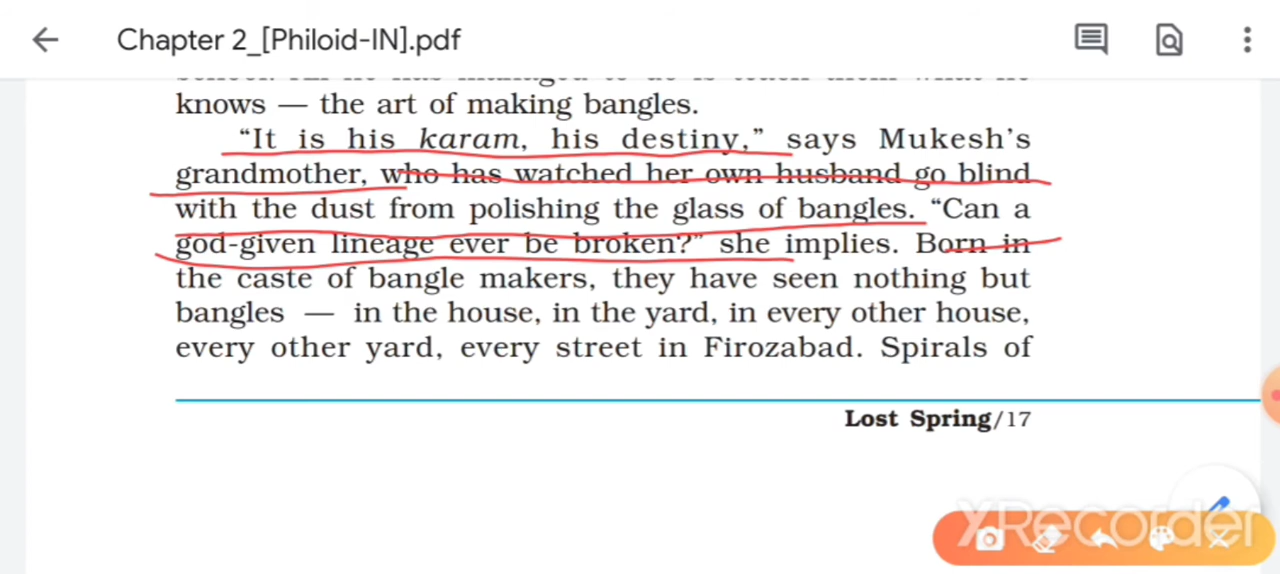 Chapter 2_[Philoid-IN].pdf
knows — the art of making bangles.
“It is his karam, his destiny,” says Mukesh’s
grandmother, who has watched her own husband go blind
with the dust from polishing the glass of bangles. “Can a
god-given lineage ever be broken?” she implies. Born in
the caste of bangle makers, they have seen nothing but
bangles — in the house, in the yard, in every other house,
every other yard, every street in Firozabad. Spirals of
Lost Spring/17
XRecorder